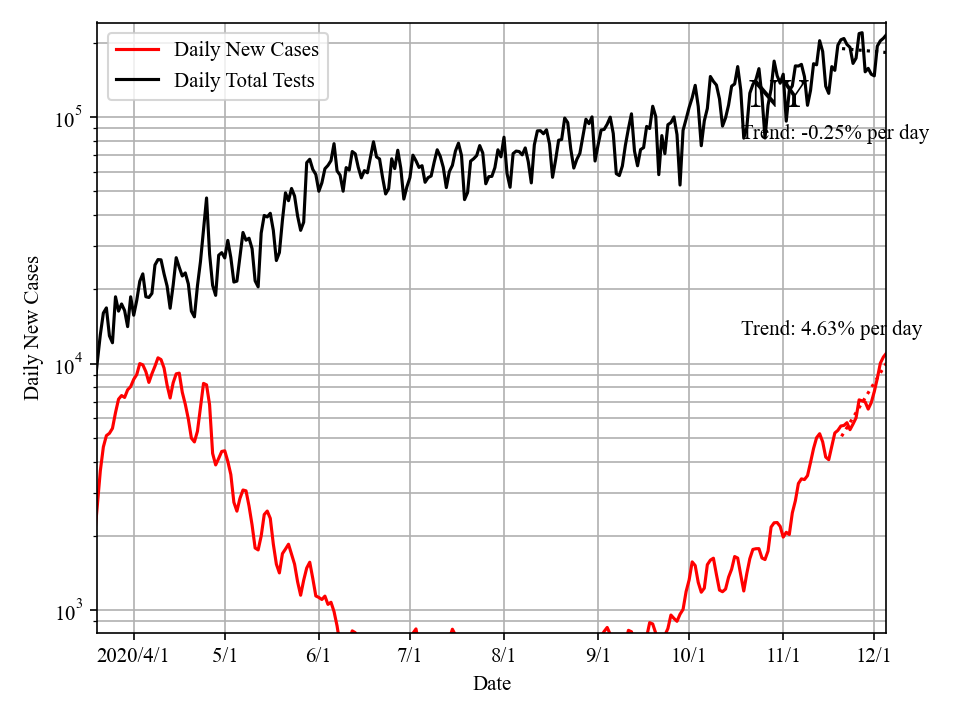 Daily New Cases
Daily Total Tests
NY
Trend: -0.25% per day
Trend: 4.63% per day
Daily New Cases
10^5
10^4
10^3
2020/4/1 5/1 6/1 7/1 8/1 9/1 10/1 11/1 12/1
Date